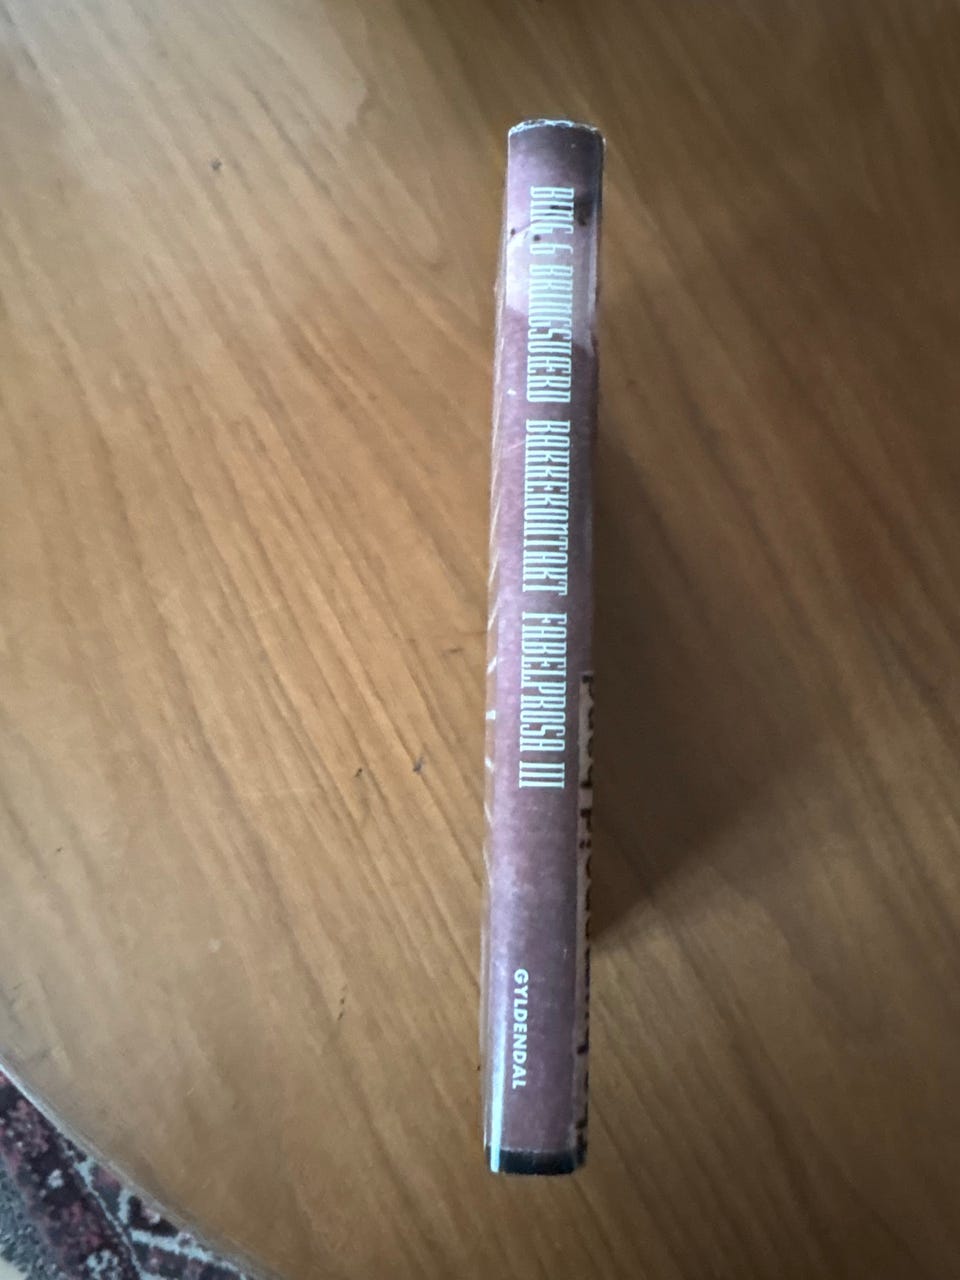 BING & BRINGSVÆRD BAKKEKONTAKT FABELPROSA III
GYLDENDAL